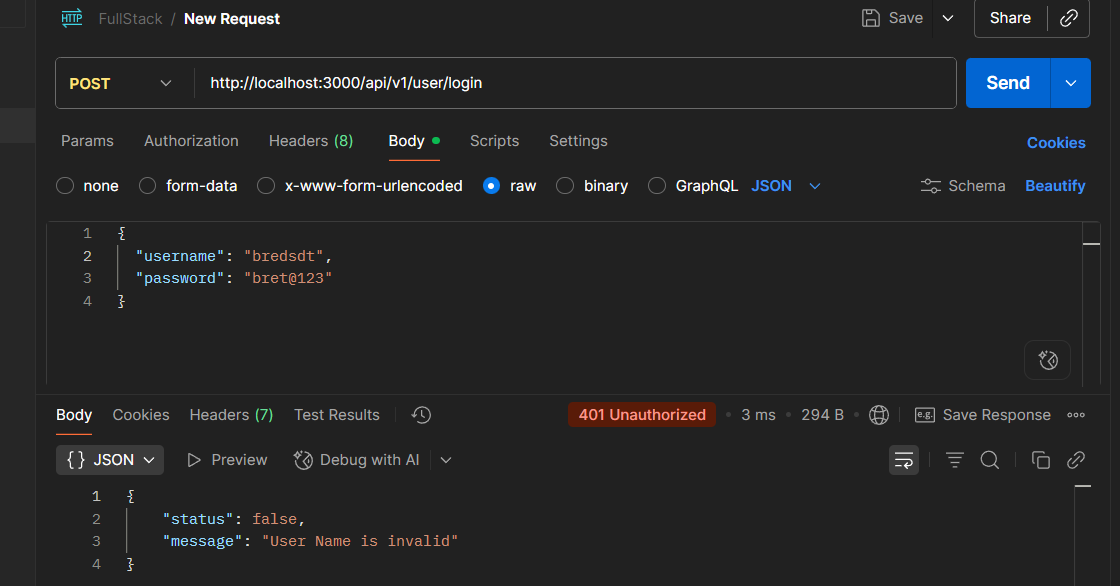 HTTP FullStack / New Request Save Share
POST http://localhost:3000/api/v1/user/login Send
Params Authorization Headers (8) Body Scripts Settings Cookies
none form-data x-www-form-urlencoded raw binary GraphQL JSON Schema Beautify
1 {
2 "username": "bredsdt",
3 "password": "bret@123"
4 }
Body Cookies Headers (7) Test Results 401 Unauthorized • 3 ms • 294 B • e.g. Save Response
{} JSON Preview Debug with AI
1 {
2 "status": false,
3 "message": "User Name is invalid"
4 }